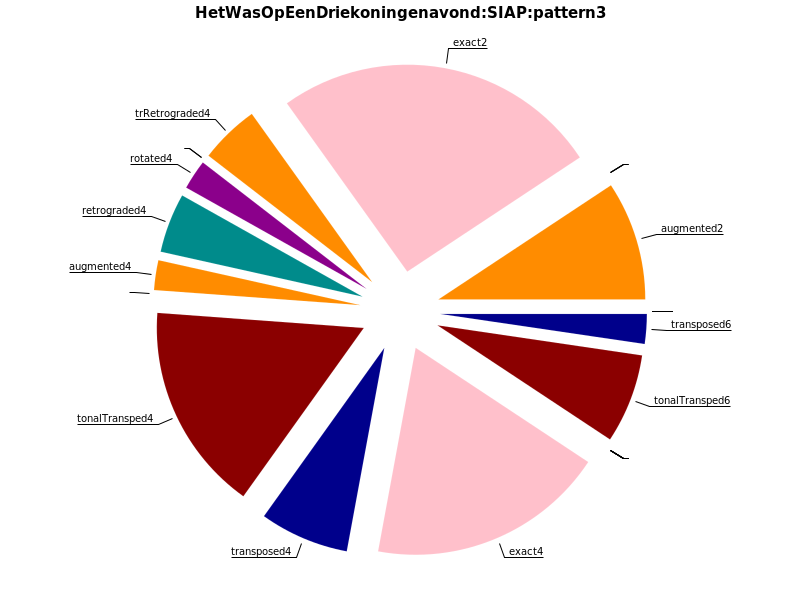 HetWasOpEenDriekoningenavond:SIAP:pattern3
exact2
trRetrograded4
rotated4
retrograded4
augmented2
augmented4
transposed6
tonalTransped6
tonalTransped4
transposed4
exact4